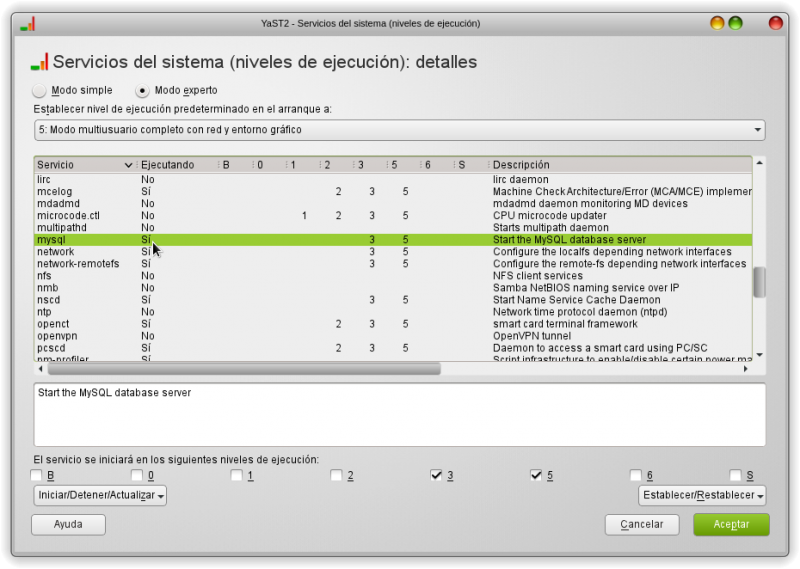 YaST2 - Servicios del sistema (niveles de ejecución)
Servicios del sistema (niveles de ejecución): detalles
Modo simple Modo experto
Establecer nivel de ejecución predeterminado en el arranque a:
5: Modo multiusuario completo con red y entorno gráfico
Servicio Ejecutando B 0 1 2 3 5 6 S Descripción
lirc No lirc daemon
mcelog Sí 2 3 5 Machine Check Architecture/Error (MCA/MCE) implemer
mdadmd No mdadmd daemon monitoring MD devices
microcode.ctl No 1 2 3 5 CPU microcode updater
multipathd No Starts multipath daemon
mysql Sí 3 5 Start the MySQL database server
network Sí 3 5 Configure the localfs depending network interfaces
network-remotefs Sí 3 5 Configure the remote-fs depending network interfaces
nfs No NFS client services
nmb No Samba NetBIOS naming service over IP
nscd Sí 3 5 Start Name Service Cache Daemon
ntp No Network time protocol daemon (ntpd)
openct Sí 2 3 5 smart card terminal framework
openvpn No OpenVPN tunnel
pcscd Sí 2 3 5 Daemon to access a smart card using PC/SC
pm-profiler Sí Script infrastructure to enable/disable certain power ma
Start the MySQL database server
El servicio se iniciará en los siguientes niveles de ejecución:
B 0 1 2 3 5 6 S
Iniciar/Detener/Actualizar Establecer/Restablecer
Ayuda Cancelar Aceptar